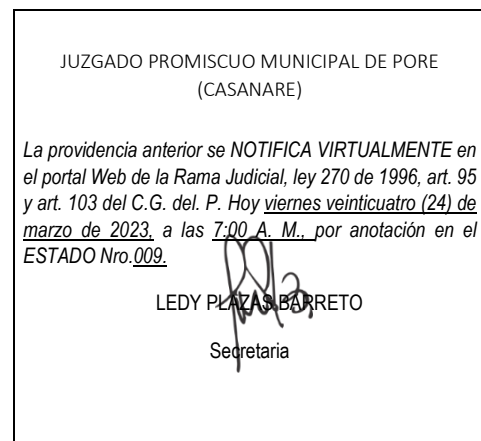 JUZGADO PROMISCUO MUNICIPAL DE PORE
(CASANARE)
La providencia anterior se NOTIFICA VIRTUALMENTE en
el portal Web de la Rama Judicial, ley 270 de 1996, art. 95
y art. 103 del C.G. del. P. Hoy viernes veinticuatro (24) de
marzo de 2023, a las 7:00 A. M., por anotación en el
ESTADO Nro.009.
LEDY PLAZAS BARRETO
Secretaria